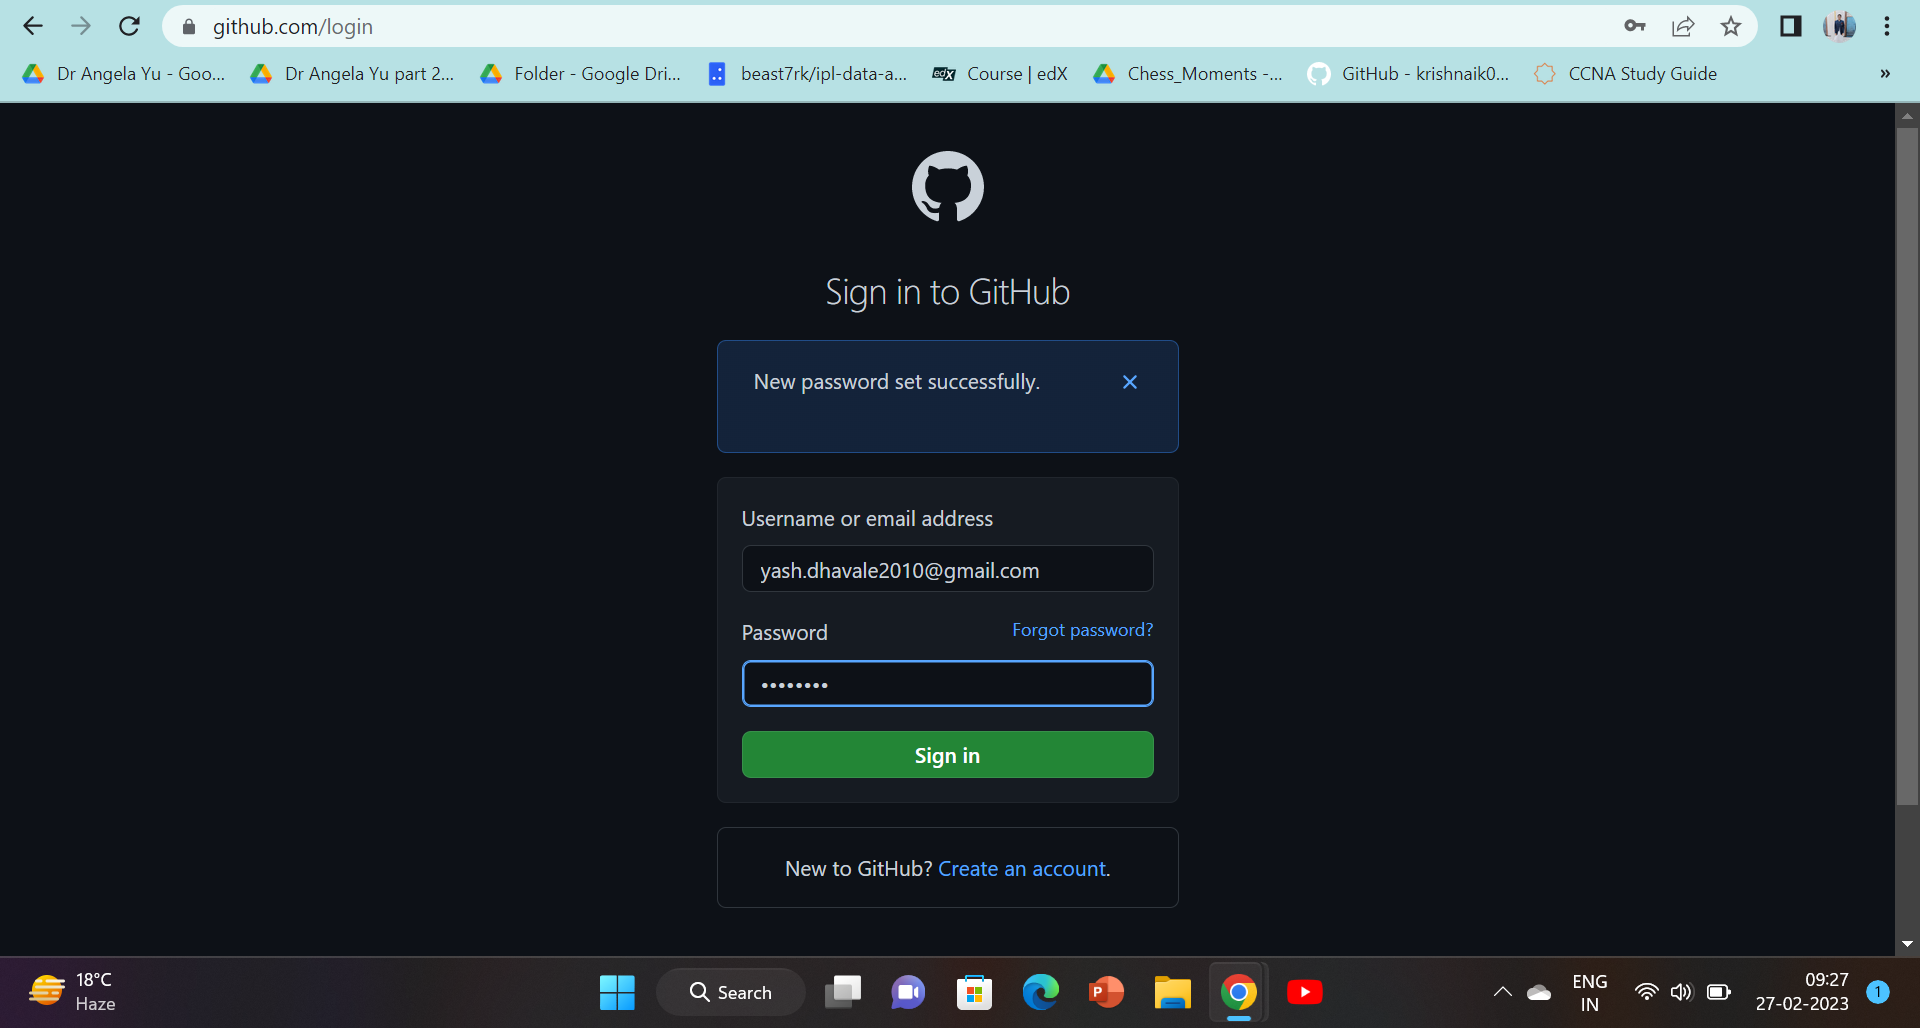 github.com/login
Dr Angela Yu - Goo...
Dr Angela Yu part 2...
Folder - Google Dri...
beast7rk/ipl-data-a...
edX
Course | edX
Chess_Moments -...
GitHub - krishnaik0...
CCNA Study Guide
»
Sign in to GitHub
New password set successfully.
Username or email address
yash.dhavale2010@gmail.com
Password
Forgot password?
••••••••
Sign in
New to GitHub? Create an account.
18°C
Haze
Search
P
ENG
IN
09:27
27-02-2023
1